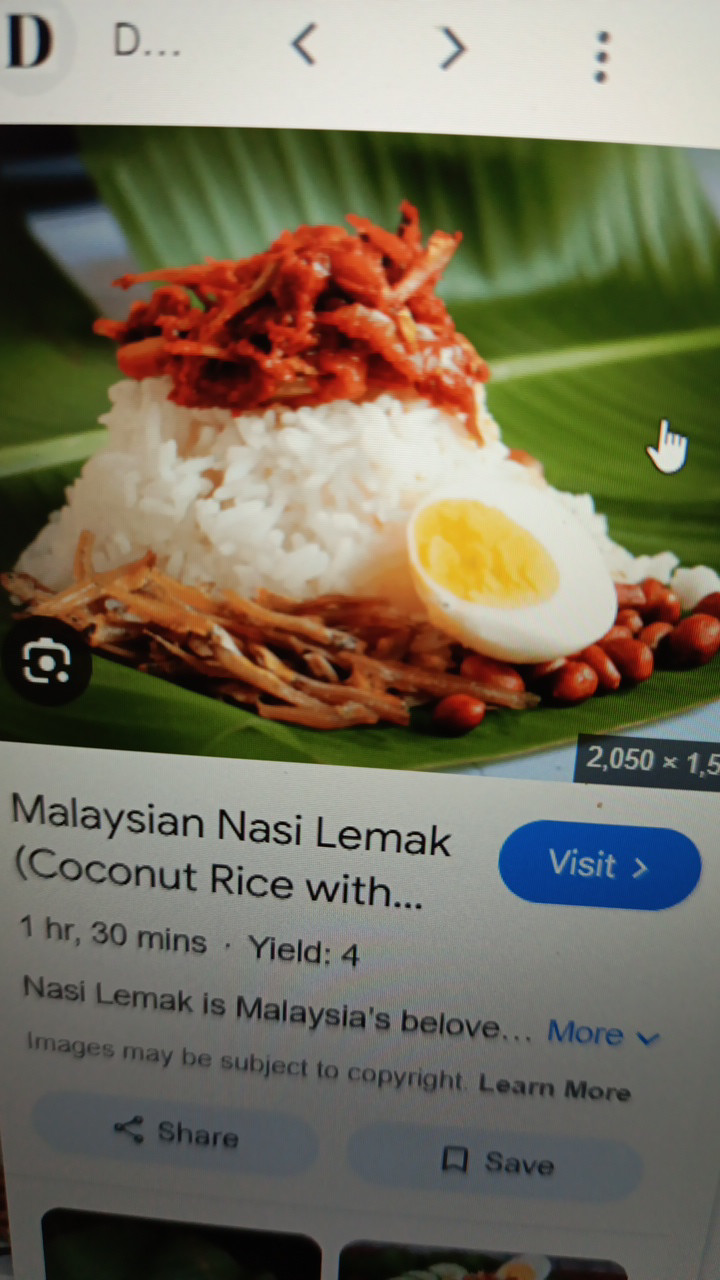 D D...
2,050 × 1,5
Malaysian Nasi Lemak
(Coconut Rice with...
Visit >
1 hr, 30 mins · Yield: 4
Nasi Lemak is Malaysia's belove... More
Images may be subject to copyright. Learn More
Share
Save